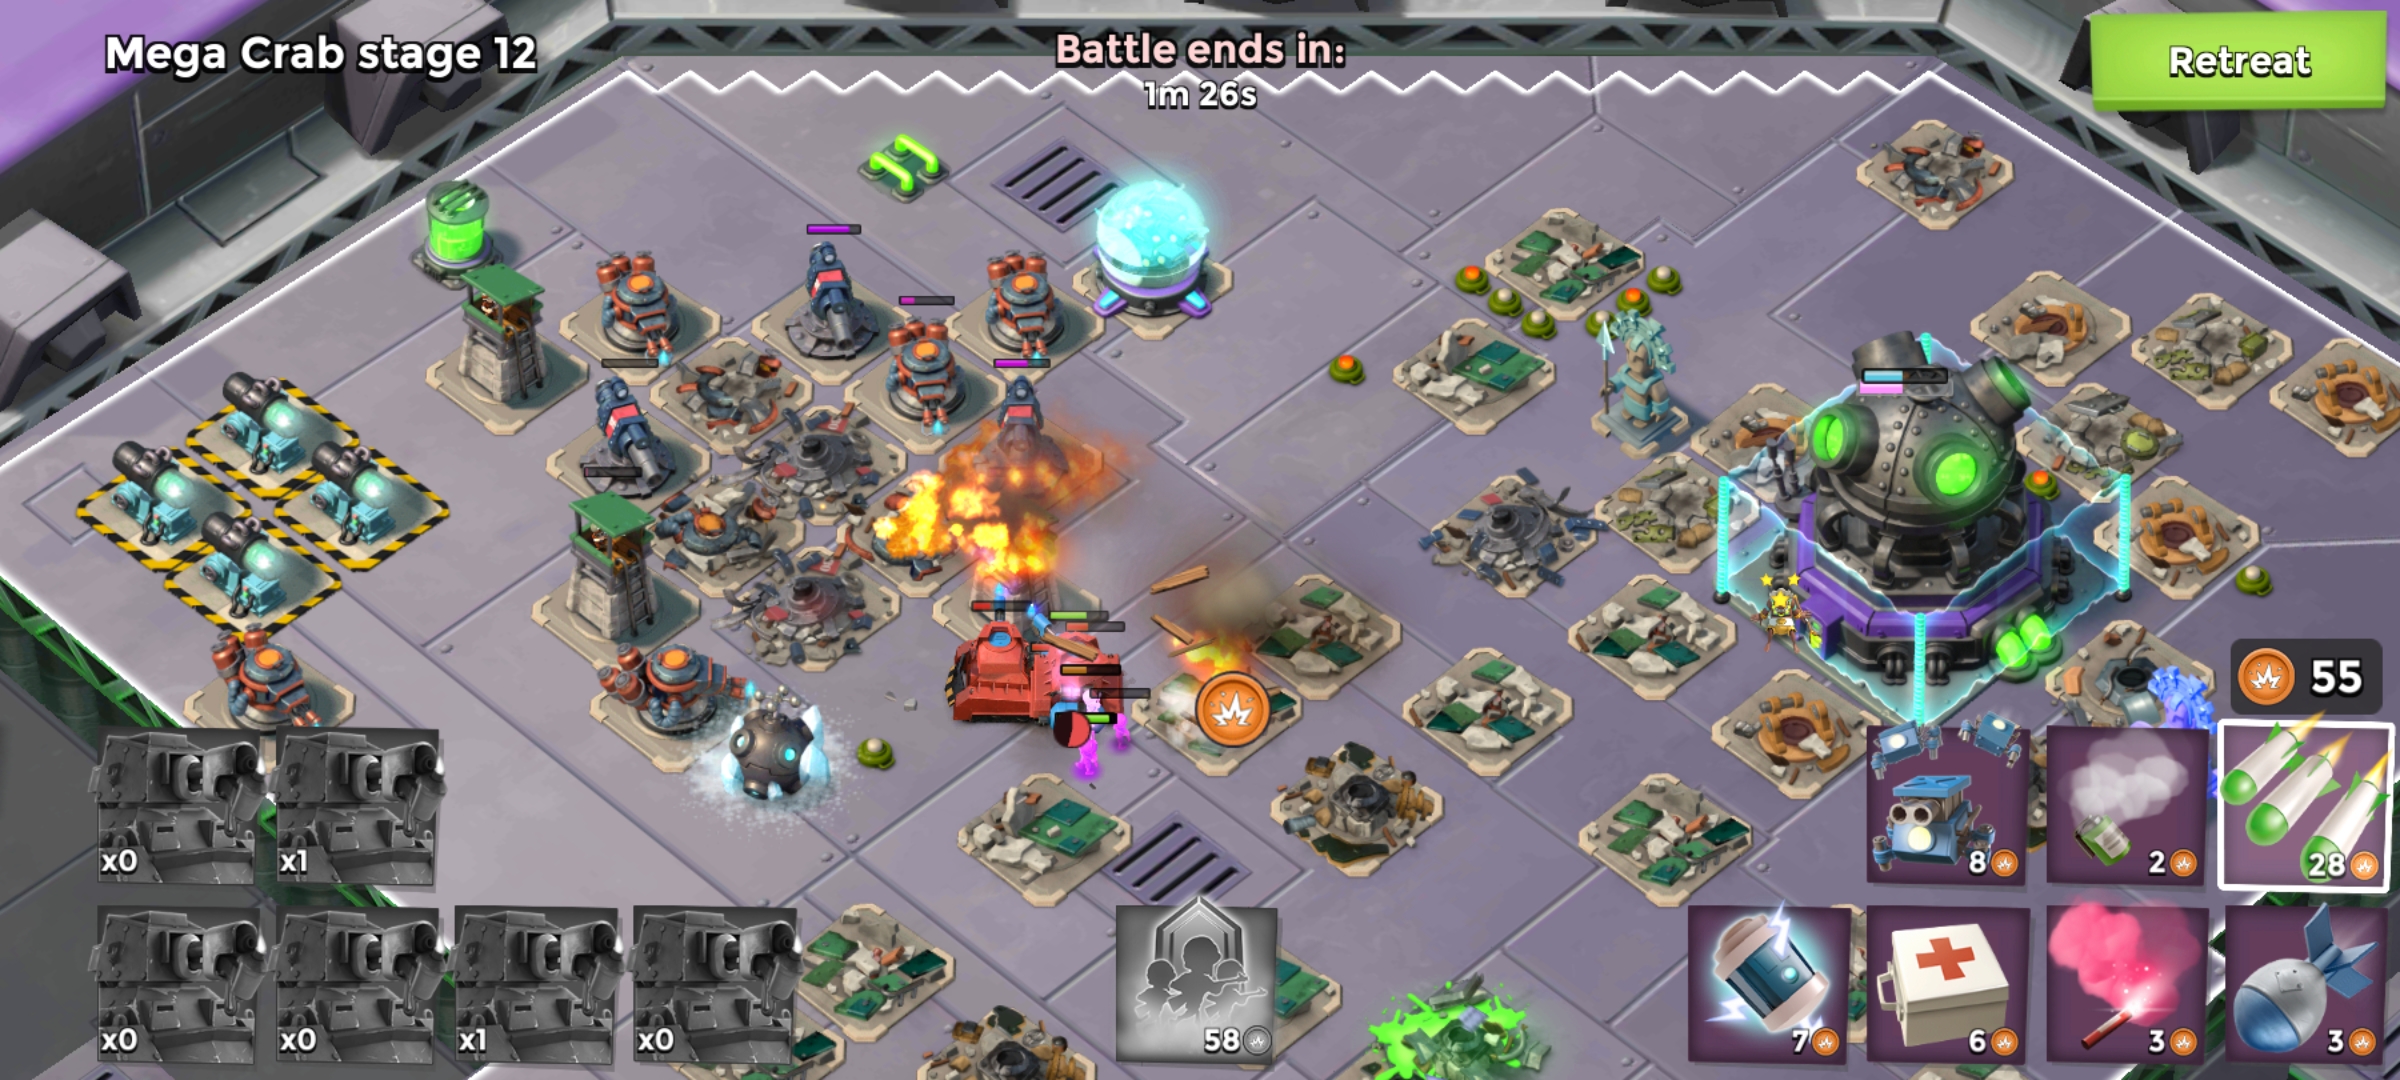 Mega Crab stage 12
Battle ends in:
1m 26s
Retreat
55
x0
x1
8
2
28
x0
x0
x1
x0
58
7
6
3
3